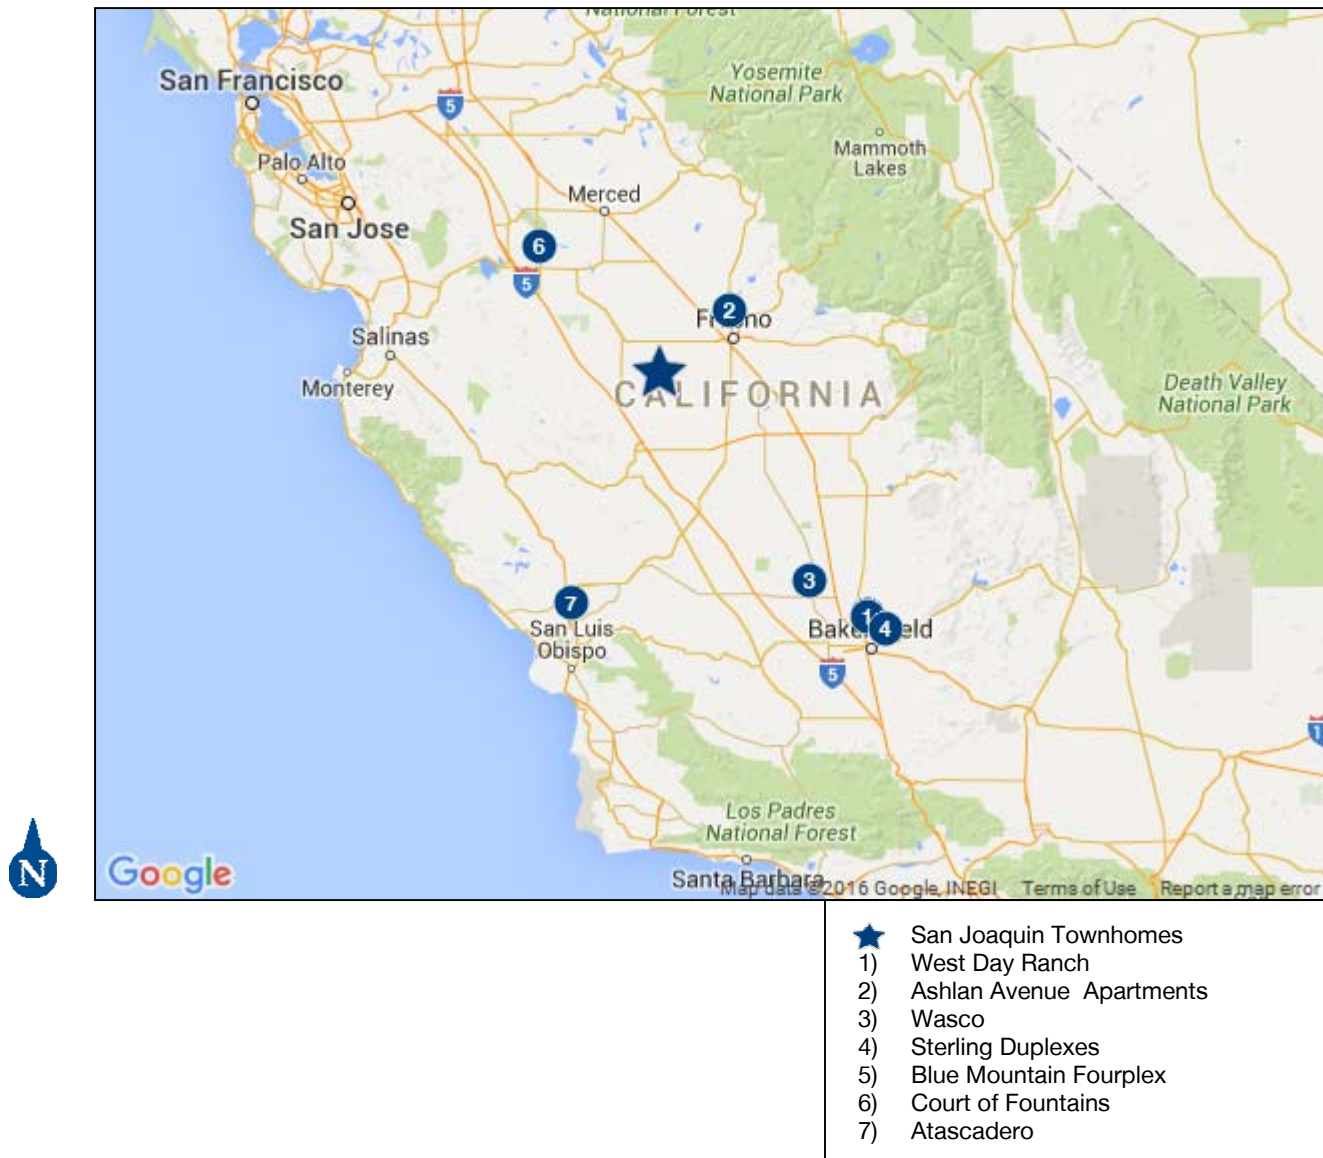 National Forest
San Francisco
5
Yosemite
National Park
Mammoth
Lakes
Palo Alto
Merced
San Jose
6
5
2
Salinas
Monterey
CALIFORNIA
Death Valley
National Park
3
7
1
4
San Luis
Obispo
5
1
Los Padres
National Forest
N
Google
Santa Barbara
Map data ©2016 Google, INEGI Terms of Use Report a map error
San Joaquin Townhomes
1) West Day Ranch
2) Ashlan Avenue Apartments
3) Wasco
4) Sterling Duplexes
5) Blue Mountain Fourplex
6) Court of Fountains
7) Atascadero